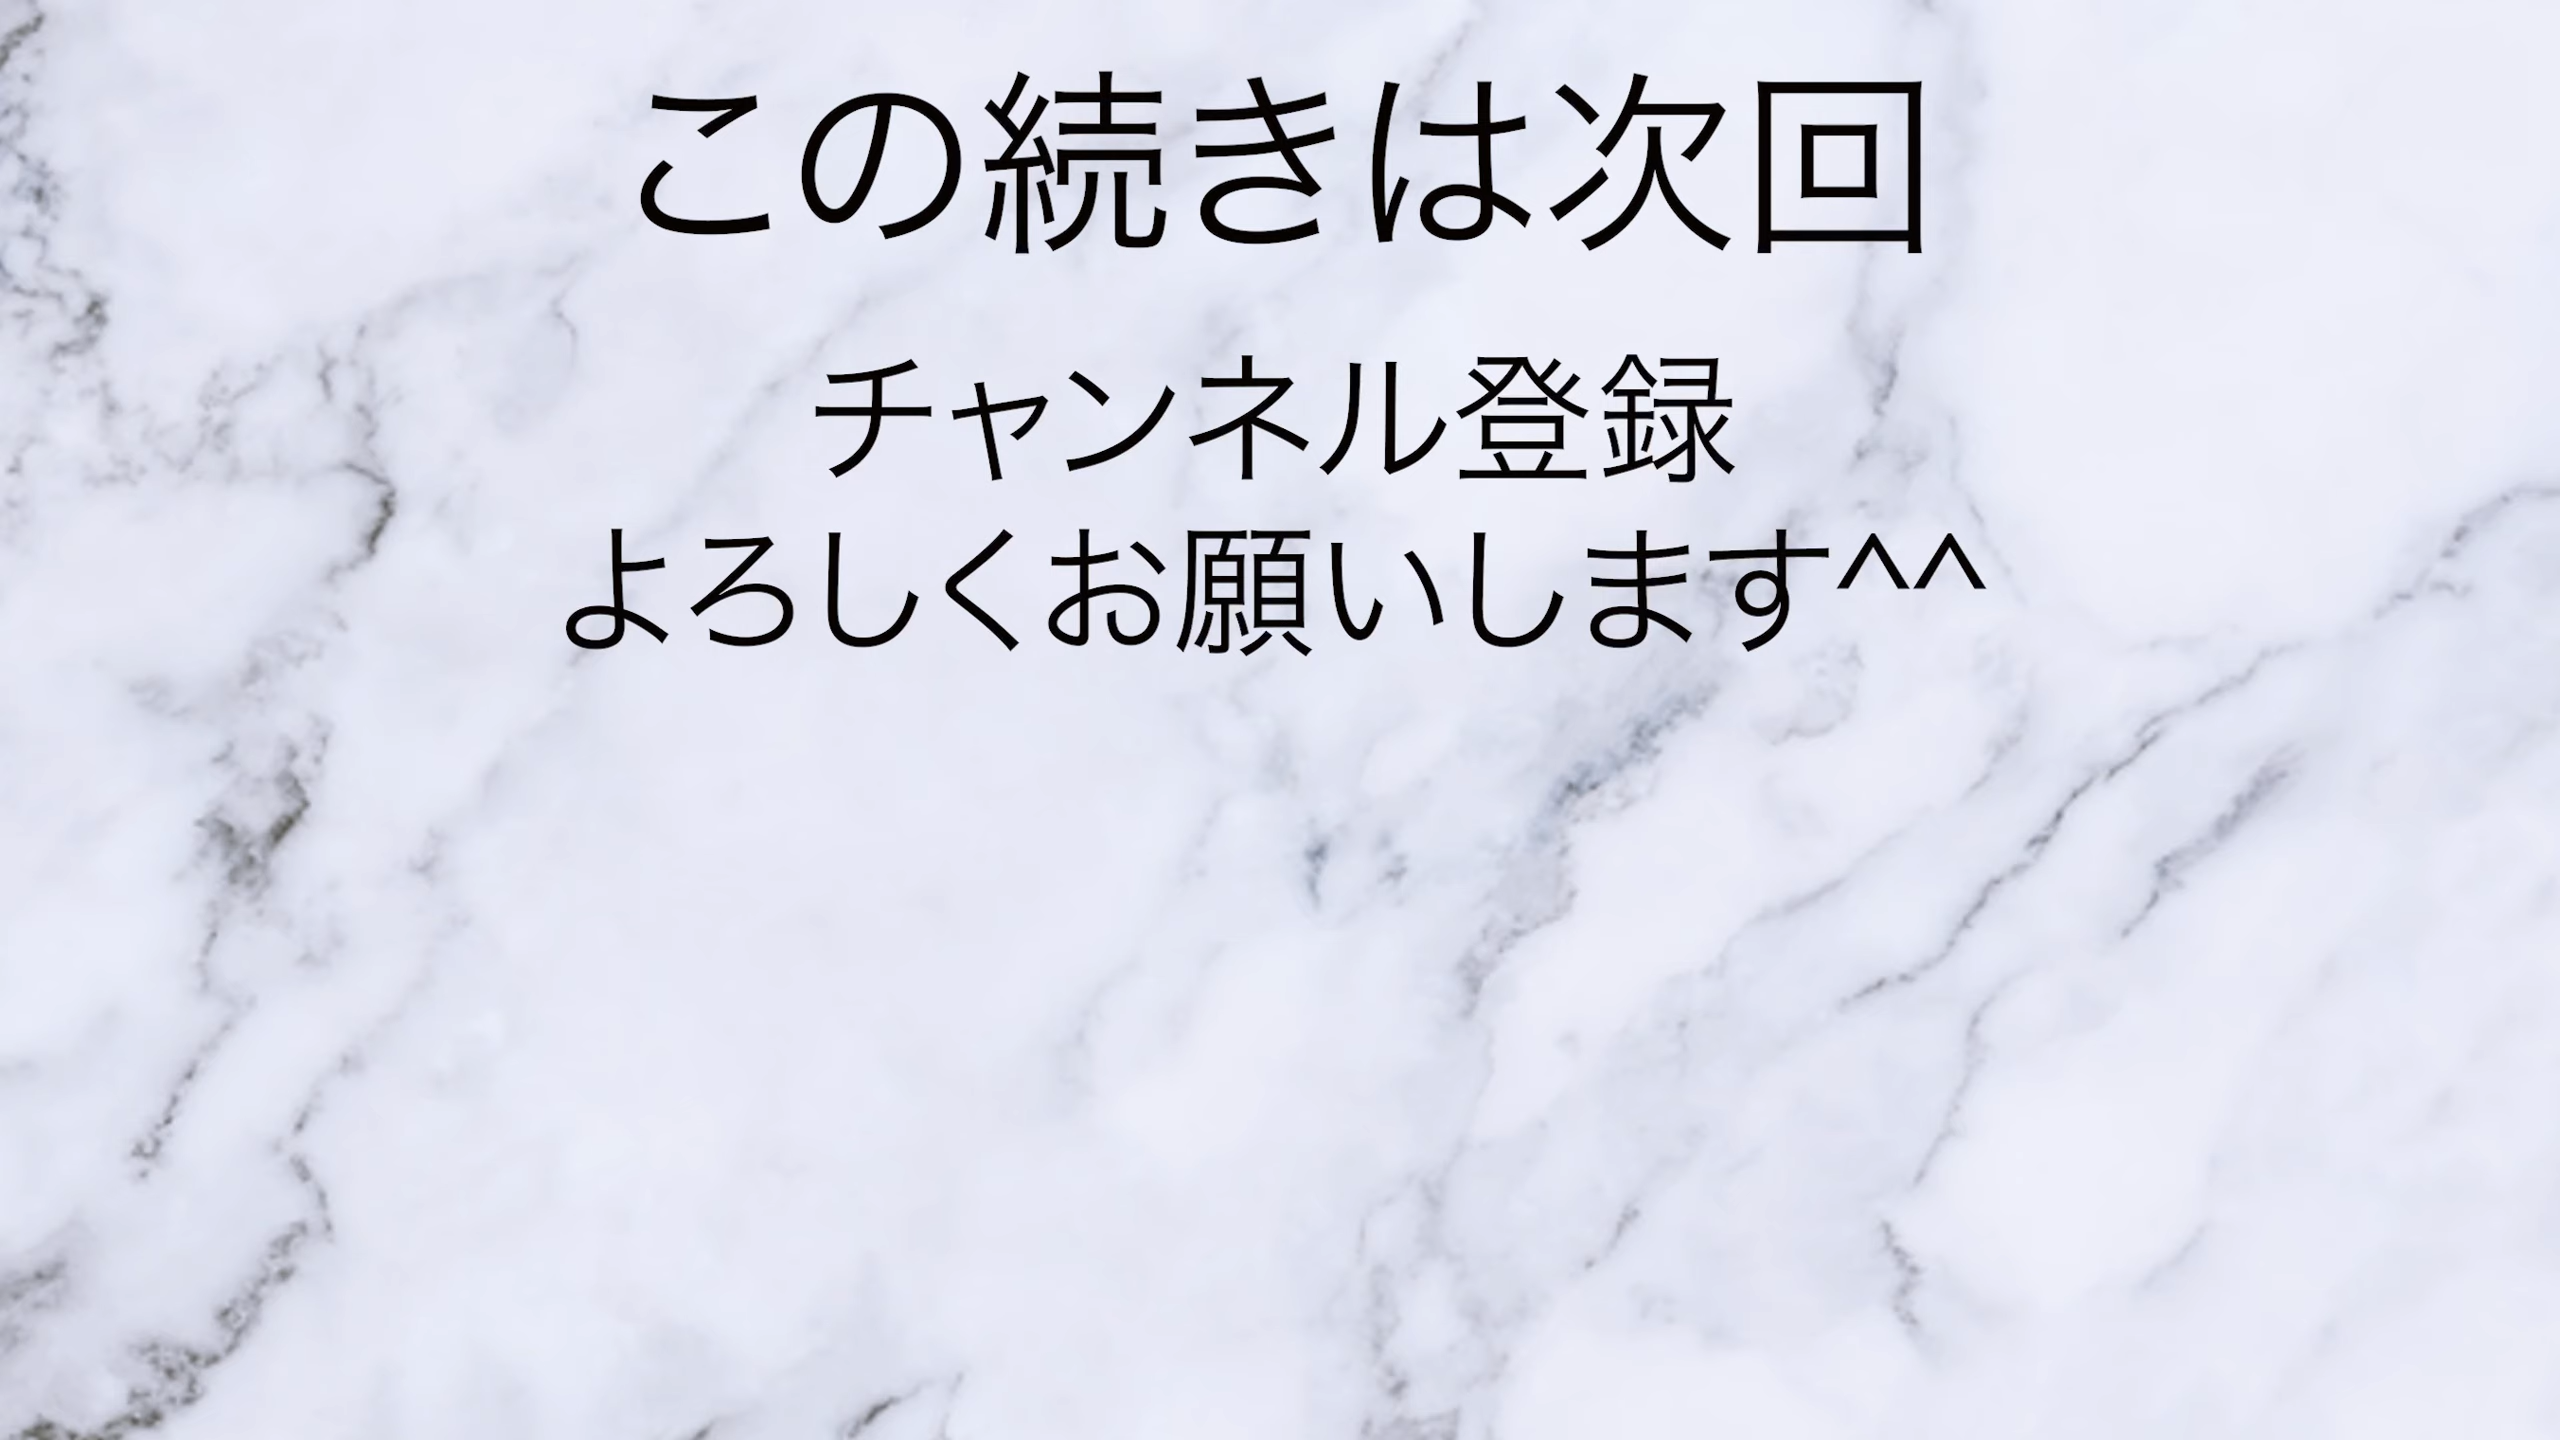 この続きは次回
チャンネル登録
よろしくお願いします^^